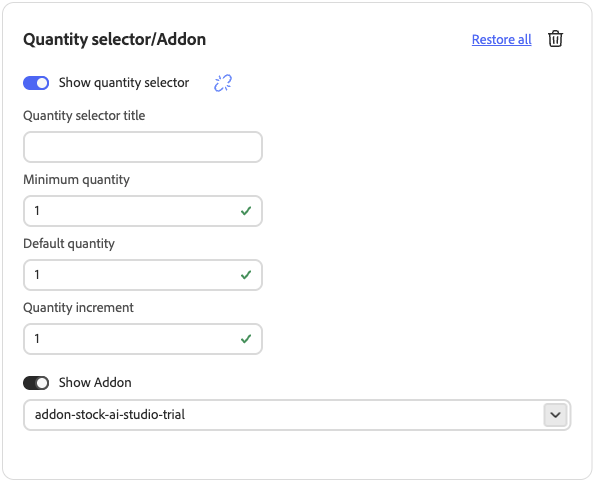 Quantity selector/Addon
Restore all
Show quantity selector
Quantity selector title
Minimum quantity
1
Default quantity
1
Quantity increment
1
Show Addon
addon-stock-ai-studio-trial